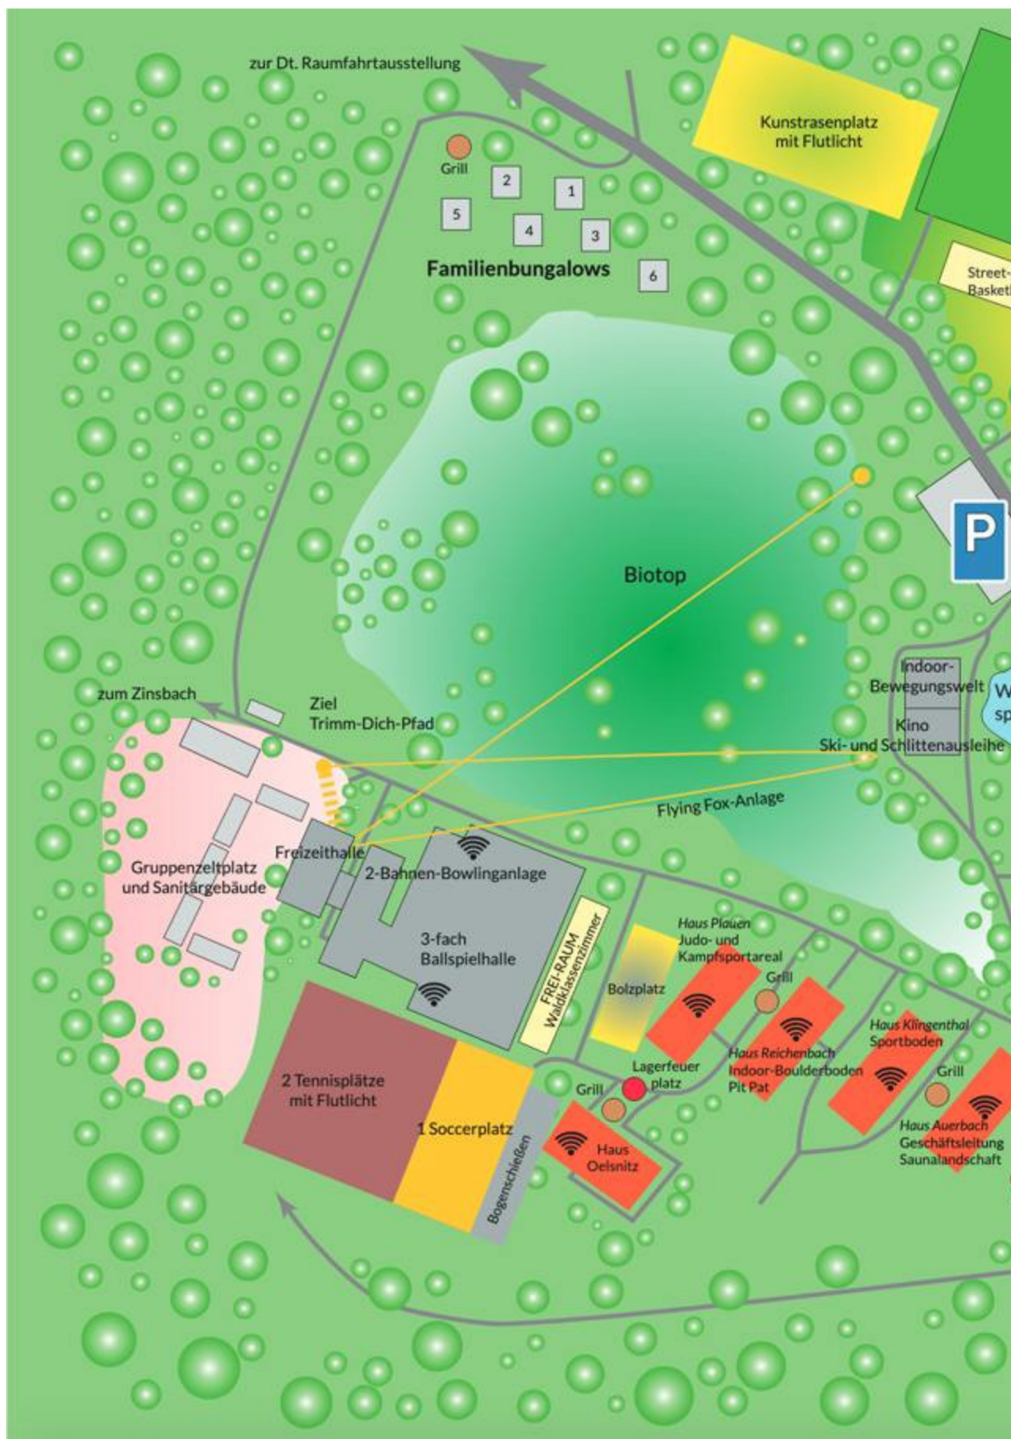 zur Dt. Raumfahrtausstellung
Kunstrasenplatz
mit Flutlicht
Grill
2
1
5
4
3
Familienbungalows
6
Street-
P
Biotop
Indoor-
Bewegungswelt
zum Zinsbach
Ziel
Trimm-Dich-Pfad
Kino
Ski- und Schlittenausleihe
Flying Fox-Anlage
Freizeithalle
Gruppenzeltplatz
und Sanitärgebäude
2-Bahnen-Bowlinganlage
3-fach
Ballspielhalle
FREI-RAUM
Waldklassenzimmer
Bolzplatz
Haus Plauen
Judo- und
Kampfsportareal
Grill
Haus Reichenbach
Indoor-Boulderboden
Pit Pat
Haus Klingenthal
Sportboden
Grill
Haus Auerbach
Geschäftsleitung
Saunalandschaft
Lagerfeuer
platz
Grill
Haus
Oelsnitz
2 Tennisplätze
mit Flutlicht
1 Soccerplatz
Bogenschießen